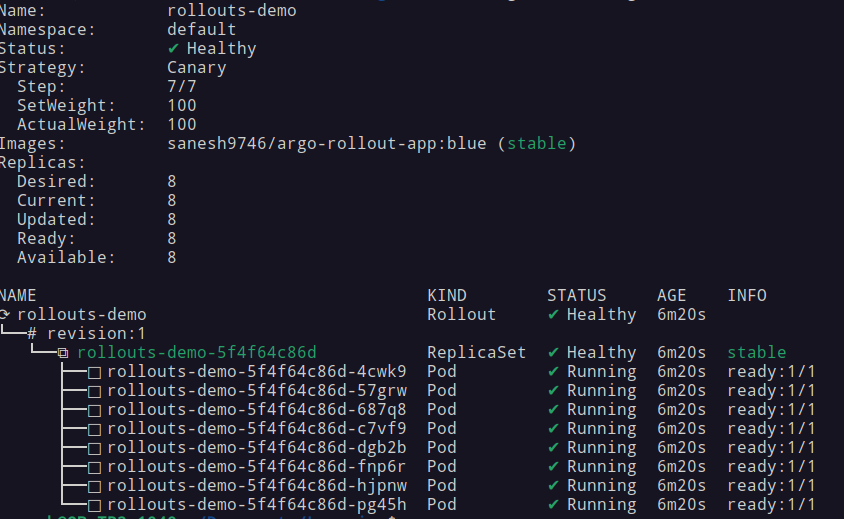 Name: rollouts-demo
Namespace: default
Status: ✔ Healthy
Strategy: Canary
Step: 7/7
SetWeight: 100
ActualWeight: 100
Images: sanesh9746/argo-rollout-app:blue (stable)
Replicas:
Desired: 8
Current: 8
Updated: 8
Ready: 8
Available: 8
NAME KIND STATUS AGE INFO
⟳ rollouts-demo Rollout ✔ Healthy 6m20s
└──# revision:1
└──⧉ rollouts-demo-5f4f64c86d ReplicaSet ✔ Healthy 6m20s stable
├──□ rollouts-demo-5f4f64c86d-4cwk9 Pod ✔ Running 6m20s ready:1/1
├──□ rollouts-demo-5f4f64c86d-57grw Pod ✔ Running 6m20s ready:1/1
├──□ rollouts-demo-5f4f64c86d-687q8 Pod ✔ Running 6m20s ready:1/1
├──□ rollouts-demo-5f4f64c86d-c7vf9 Pod ✔ Running 6m20s ready:1/1
├──□ rollouts-demo-5f4f64c86d-dgb2b Pod ✔ Running 6m20s ready:1/1
├──□ rollouts-demo-5f4f64c86d-fnp6r Pod ✔ Running 6m20s ready:1/1
├──□ rollouts-demo-5f4f64c86d-hjpnw Pod ✔ Running 6m20s ready:1/1
└──□ rollouts-demo-5f4f64c86d-pg45h Pod ✔ Running 6m20s ready:1/1